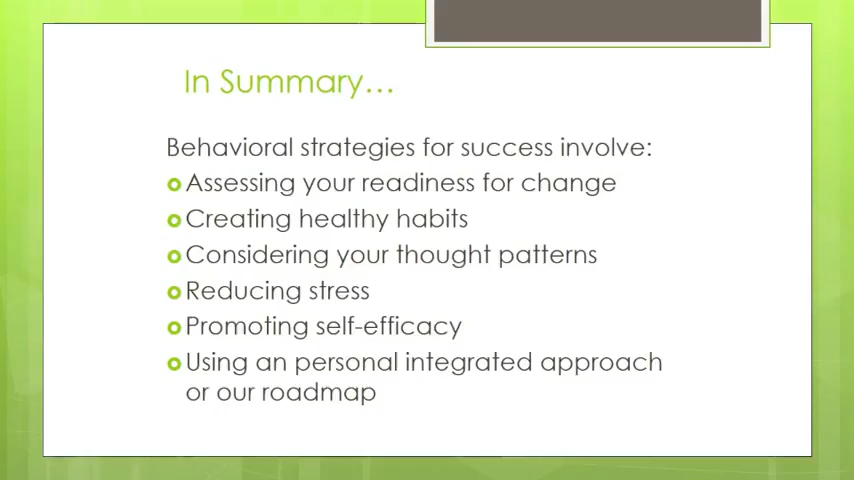 In Summary...
Behavioral strategies for success involve:
Assessing your readiness for change
Creating healthy habits
Considering your thought patterns
Reducing stress
Promoting self-efficacy
Using an personal integrated approach
or our roadmap